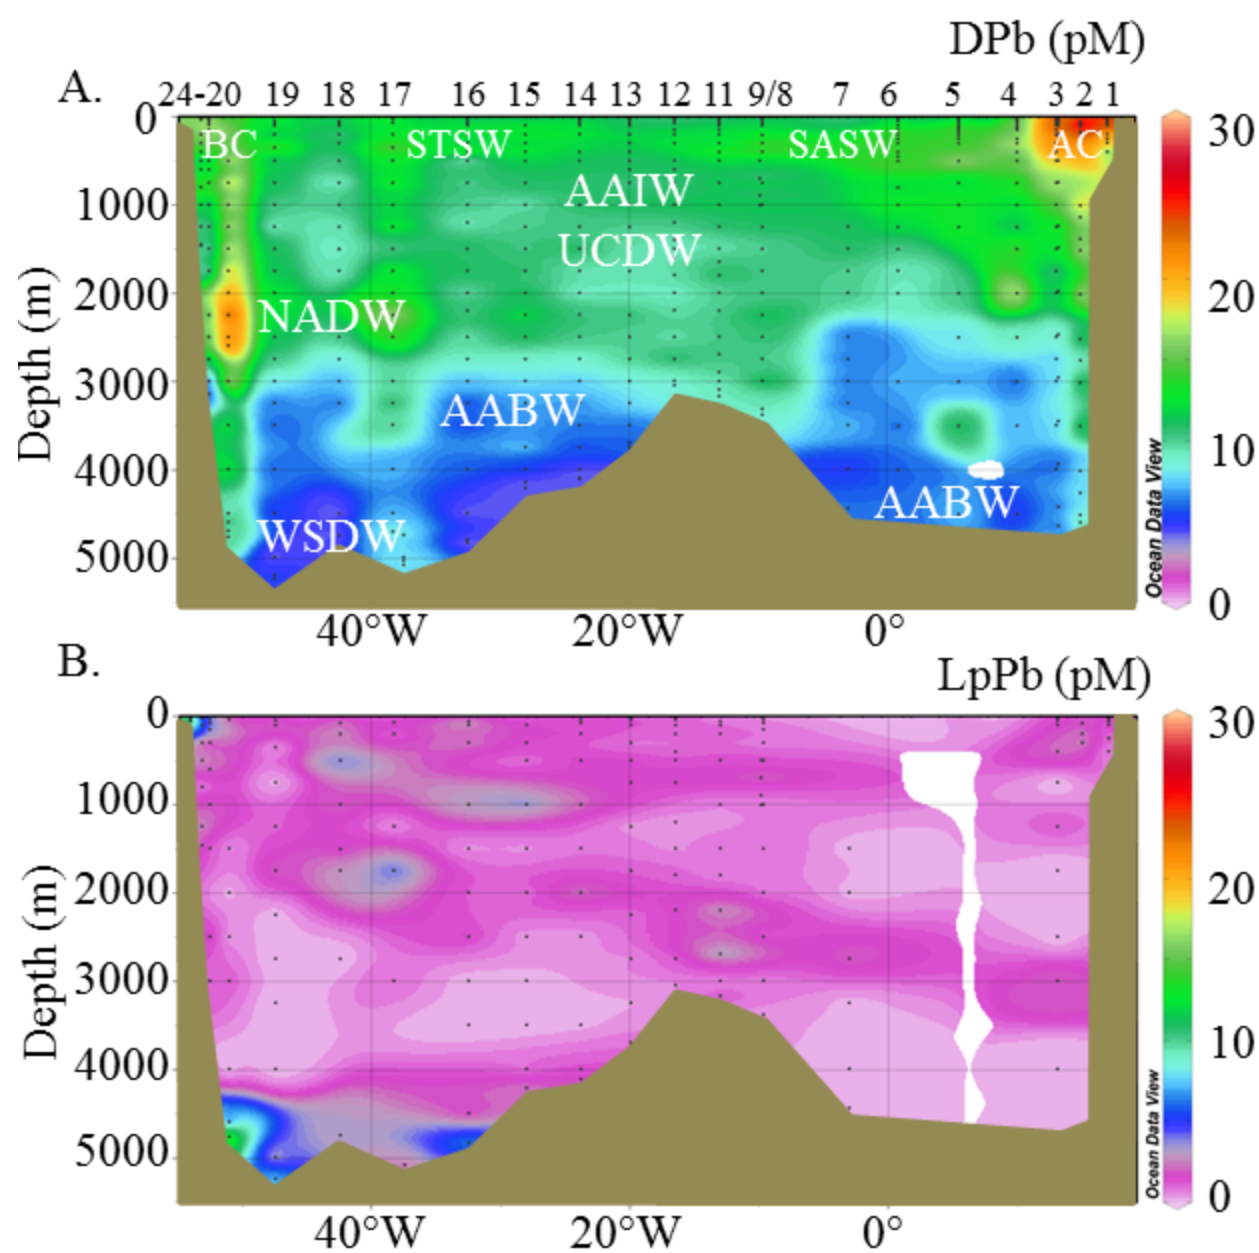 DPb (pM)
A.
24-20 19 18 17 16 15 14 13 12 11 9/8 7 6 5 4 3 2 1
0
1000
2000
3000
4000
5000
Depth (m)
BC
STSW
SASW
AC
AAIW
UCDW
NADW
AABW
AABW
WSDW
30
20
10
0
Ocean Data View
40°W 20°W 0°
B.
LpPb (pM)
0
1000
2000
3000
4000
5000
Depth (m)
30
20
10
0
Ocean Data View
40°W 20°W 0°